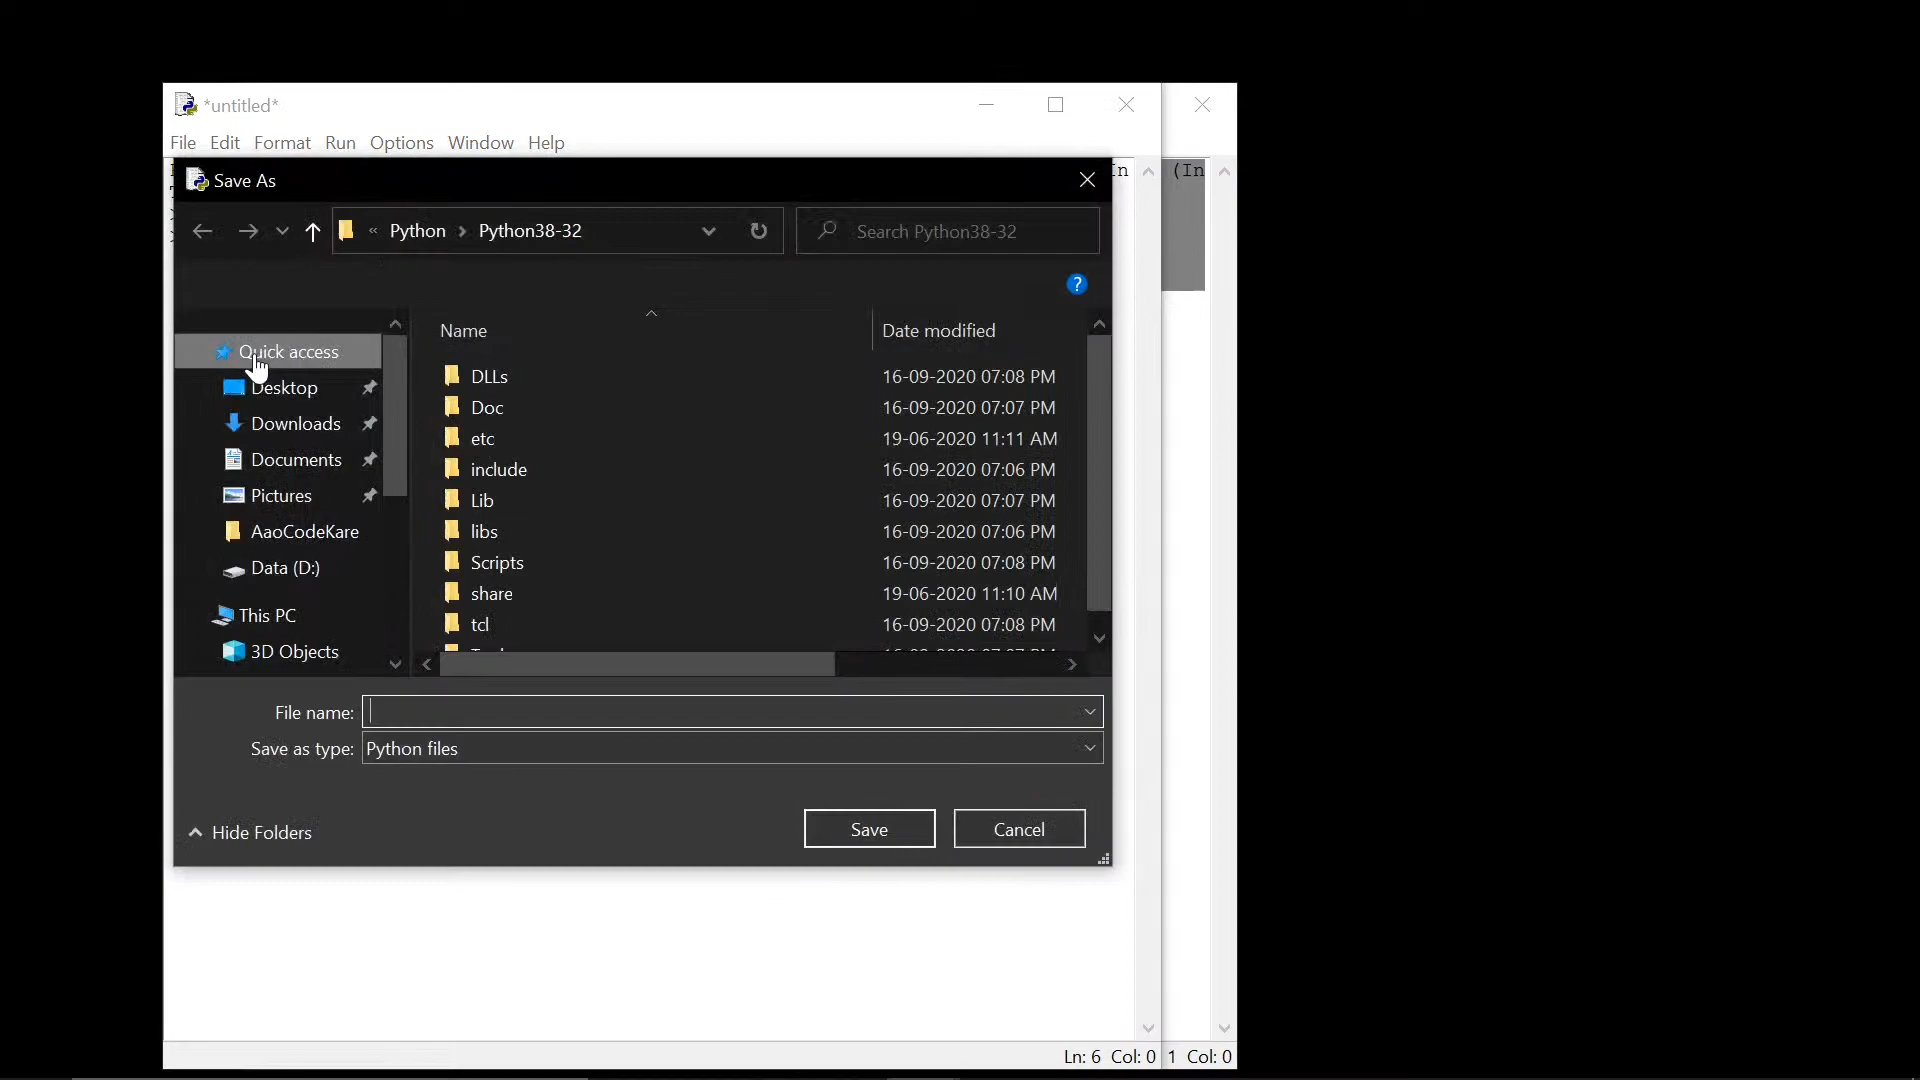 *untitled*
File Edit Format Run Options Window Help
Save As
In
(In
« Python > Python38-32
Search Python38-32
?
Quick access
Desktop
Downloads
Documents
Pictures
AaoCodeKare
Data (D:)
This PC
3D Objects
Name Date modified
DLLs 16-09-2020 07:08 PM
Doc 16-09-2020 07:07 PM
etc 19-06-2020 11:11 AM
include 16-09-2020 07:06 PM
Lib 16-09-2020 07:07 PM
libs 16-09-2020 07:06 PM
Scripts 16-09-2020 07:08 PM
share 19-06-2020 11:10 AM
tcl 16-09-2020 07:08 PM
File name:
Save as type: Python files
Hide Folders
Save
Cancel
Ln: 6 Col: 0
1 Col: 0